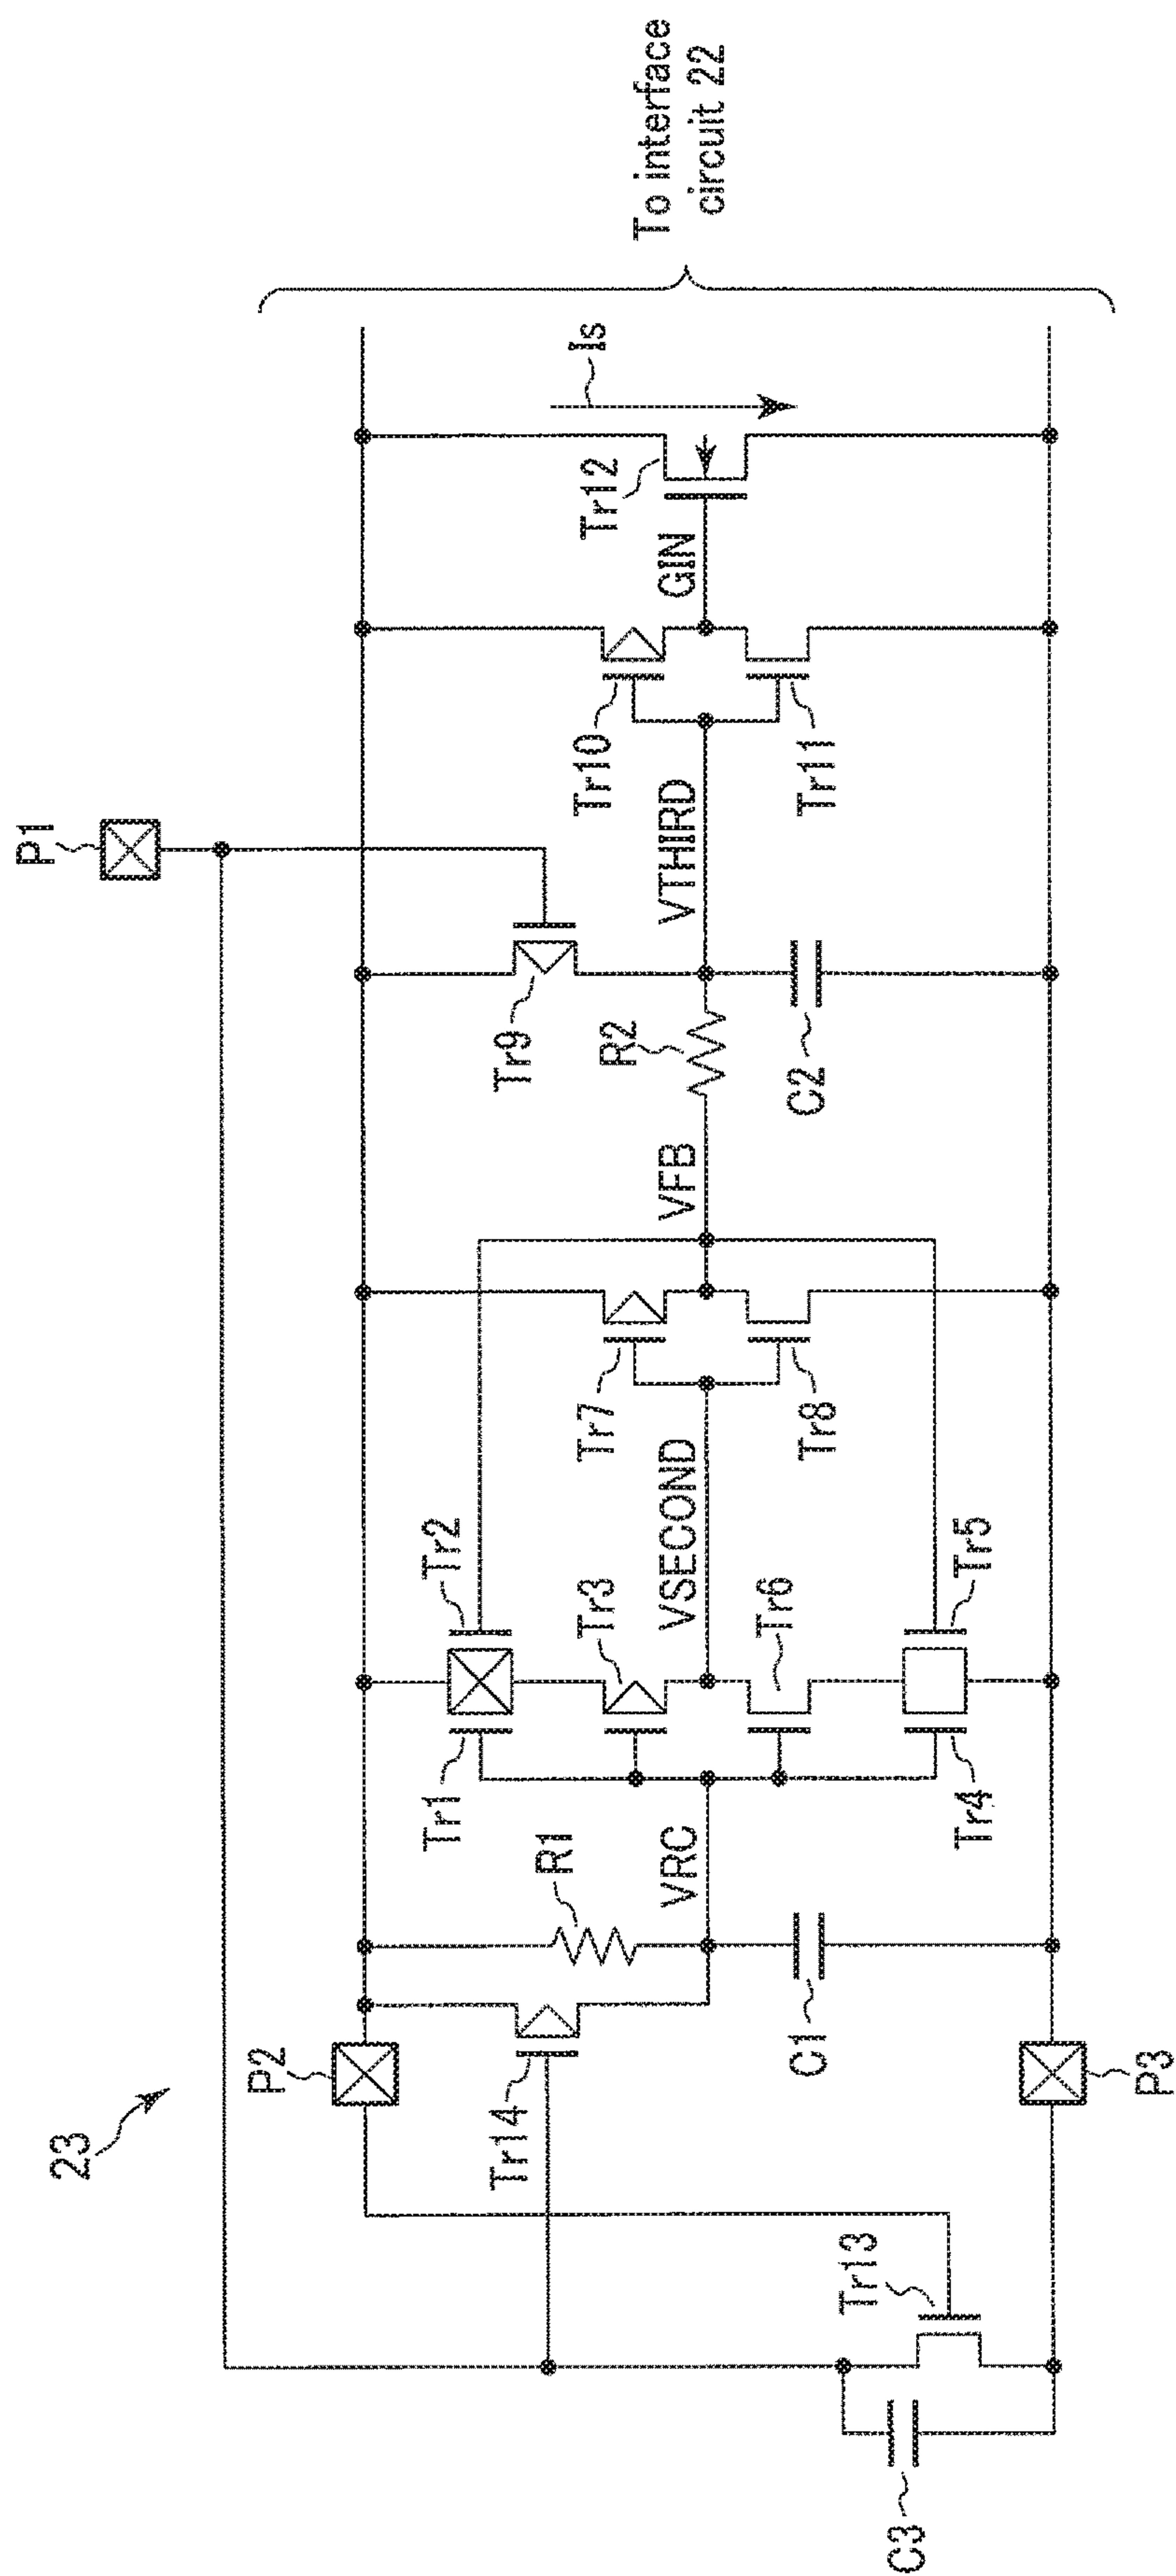 23
P1
P2
Tr14
R1
VRC
C1
P3
Tr13
C3
Tr1
Tr2
Tr3
VSECOND
Tr6
Tr4
Tr5
Tr7
Tr8
VFB
Tr9
R2
C2
VTHIRD
Tr10
Tr11
GIN
Tr12
Is
To interface
circuit 22